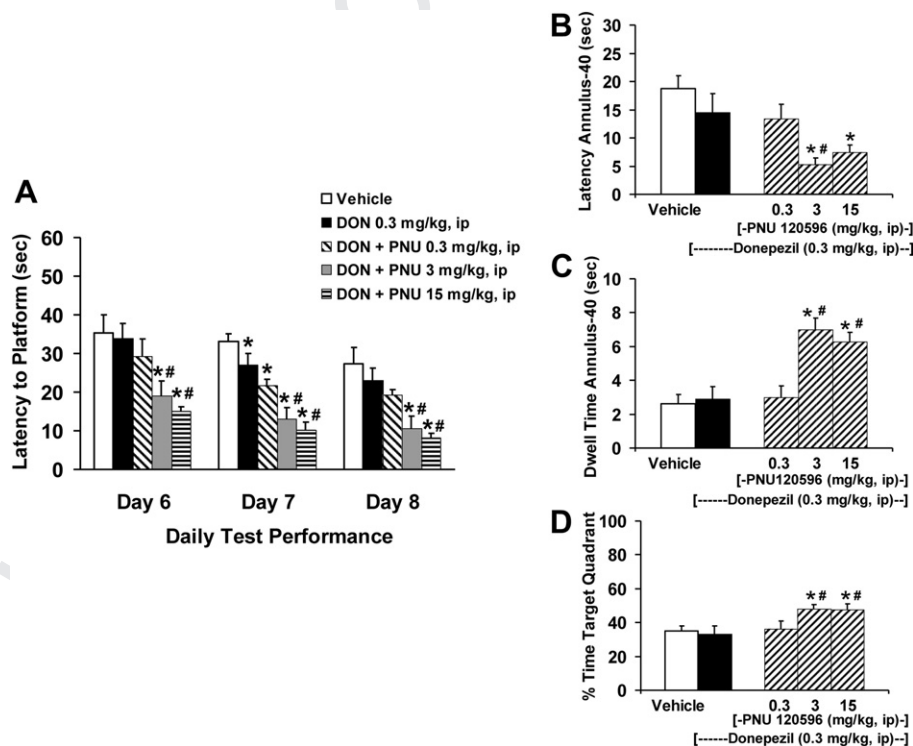 A
Latency to Platform (sec)
60
50
40
30
20
10
0
Vehicle
DON 0.3 mg/kg, ip
DON + PNU 0.3 mg/kg, ip
DON + PNU 3 mg/kg, ip
DON + PNU 15 mg/kg, ip
*#
*#
*
*
*#
*#
*#
*#
Day 6 Day 7 Day 8
Daily Test Performance
B
Latency Annulus-40 (sec)
30
25
20
15
10
5
0
*#
*
Vehicle 0.3 3 15
[-PNU 120596 (mg/kg, ip)-]
[--------Donepezil (0.3 mg/kg, ip)--]
C
Dwell Time Annulus-40 (sec)
10
8
6
4
2
0
*#
*#
Vehicle 0.3 3 15
[-PNU120596 (mg/kg, ip)-]
[------Donepezil (0.3 mg/kg, ip)--]
D
% Time Target Quadrant
100
80
60
40
20
0
*#
*#
Vehicle 0.3 3 15
[-PNU 120596 (mg/kg, ip)-]
[------Donepezil (0.3 mg/kg, ip)--]